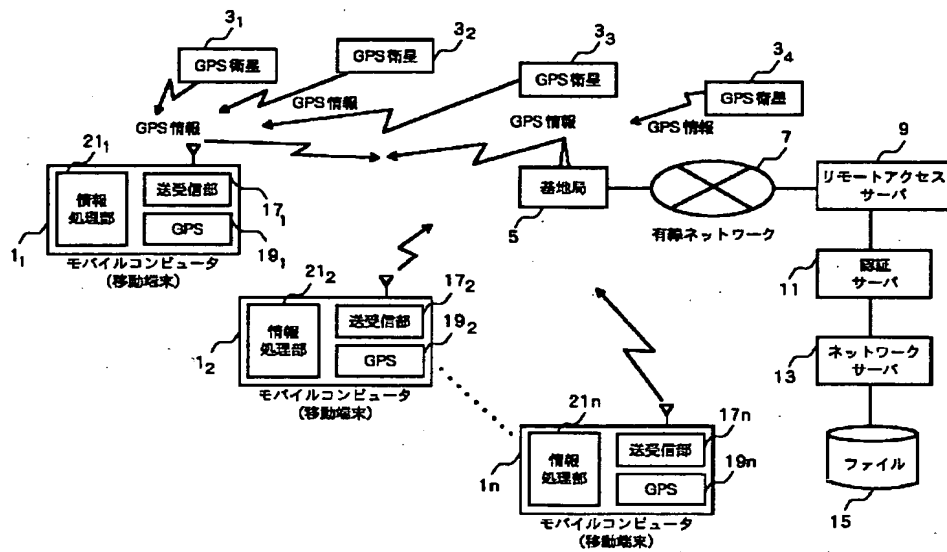 3₁
GPS衛星
GPS衛星
3₂
3₃
GPS衛星
3₄
GPS衛星
GPS情報
GPS情報
GPS情報
GPS情報
21₁
情報
処理部
送受信部
17₁
GPS
19₁
1₁
モバイルコンピュータ
(移動端末)
基地局
5
7
有線ネットワーク
9
リモートアクセス
サーバ
認証
サーバ
11
ネットワーク
サーバ
13
ファイル
15
21₂
情報
処理部
送受信部
17₂
GPS
19₂
1₂
モバイルコンピュータ
(移動端末)
21n
情報
処理部
送受信部
17n
GPS
19n
1n
モバイルコンピュータ
(移動端末)